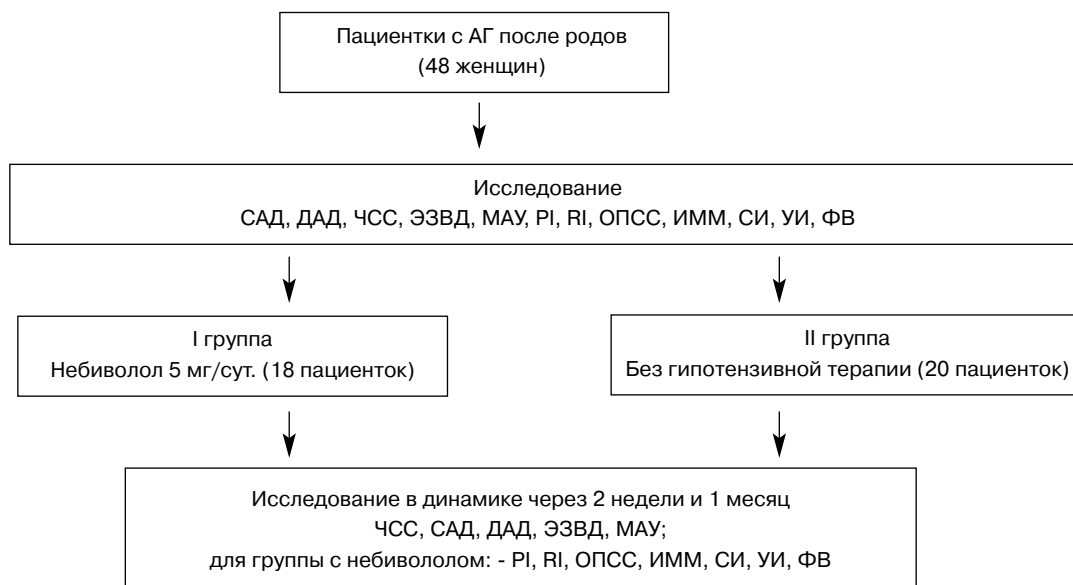 Пациентки с АГ после родов
(48 женщин)
Исследование
САД, ДАД, ЧСС, ЭЗВД, МАУ, PI, RI, ОПСС, ИММ, СИ, УИ, ФВ
I группа
Небиволол 5 мг/сут. (18 пациенток)
II группа
Без гипотензивной терапии (20 пациенток)
Исследование в динамике через 2 недели и 1 месяц
ЧСС, САД, ДАД, ЭЗВД, МАУ;
для группы с небивололом: - PI, RI, ОПСС, ИММ, СИ, УИ, ФВ